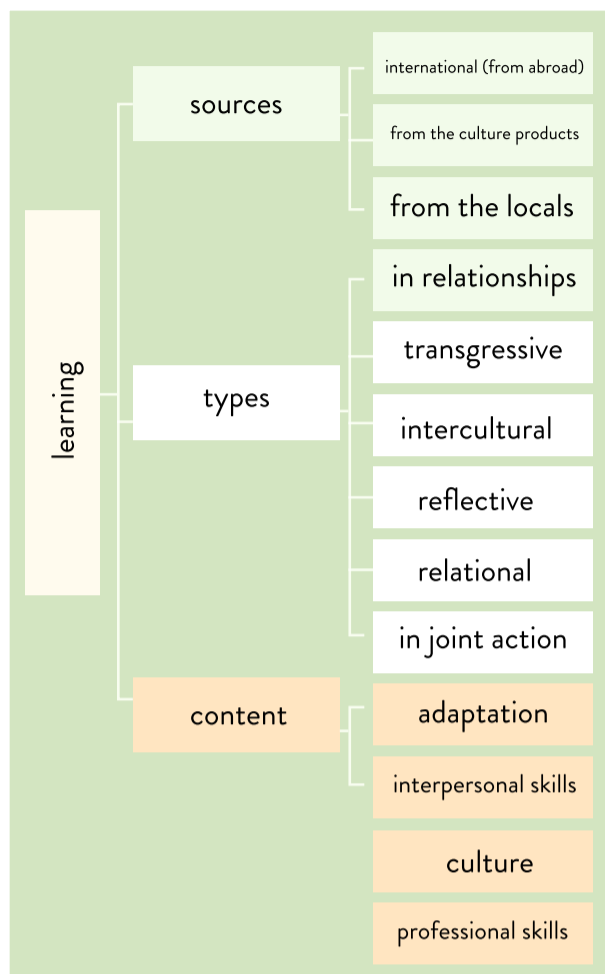 learning
sources
international (from abroad)
from the culture products
from the locals
types
in relationships
transgressive
intercultural
reflective
relational
in joint action
content
adaptation
interpersonal skills
culture
professional skills